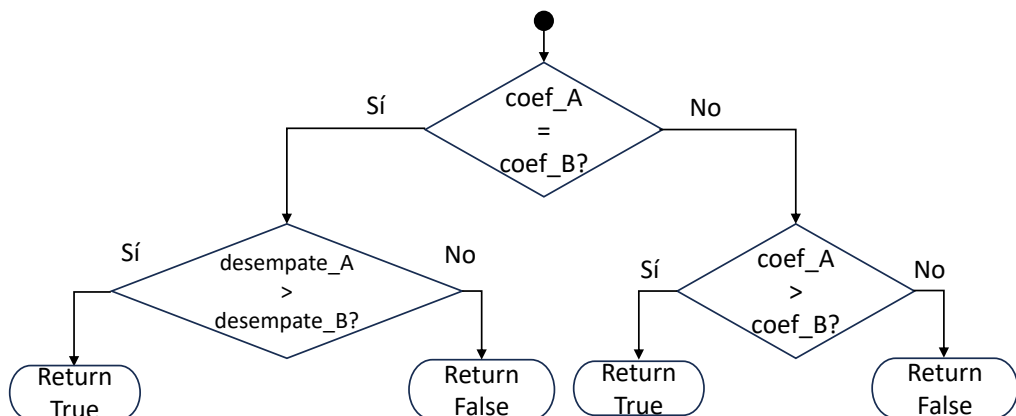 coef_A
=
coef_B?
Sí
No
desempate_A
>
desempate_B?
Sí
No
coef_A
>
coef_B?
Sí
No
Return
True
Return
False
Return
True
Return
False